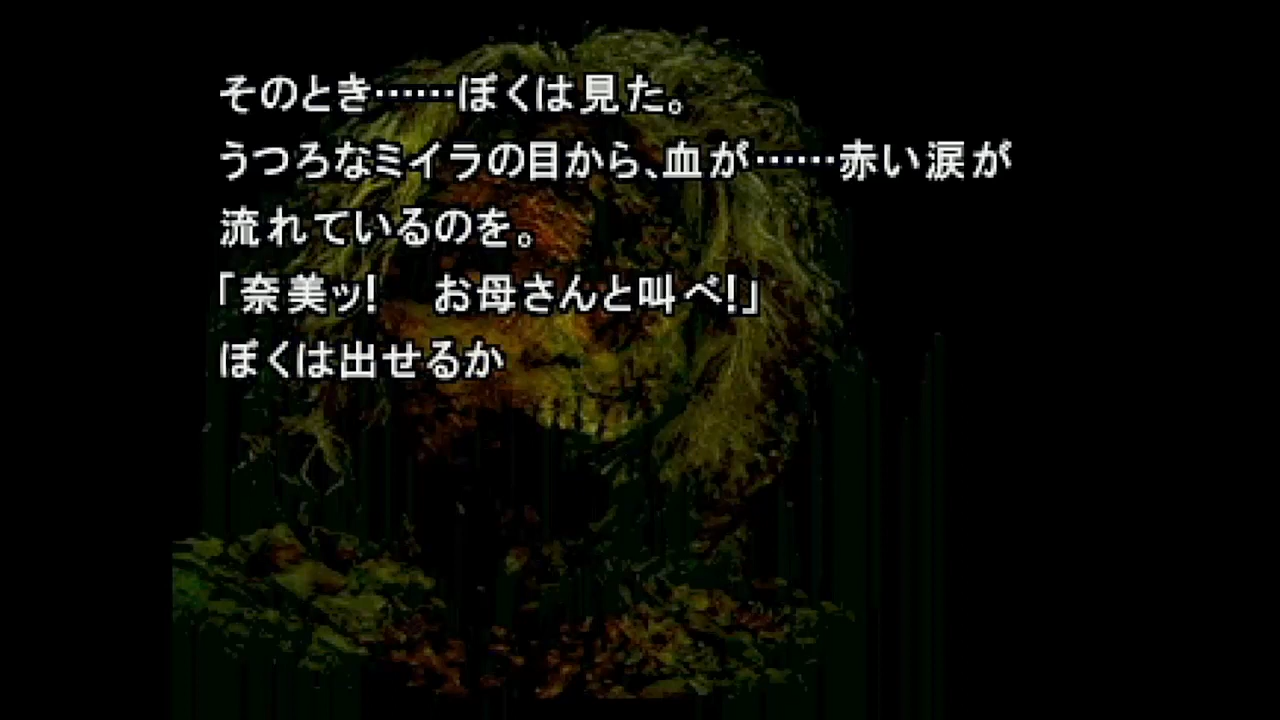 そのとき……ぼくは見た。
うつろなミイラの目から、血が……赤い涙が
流れているのを。
「奈美ッ!　お母さんと叫べ!」
ぼくは出せるか